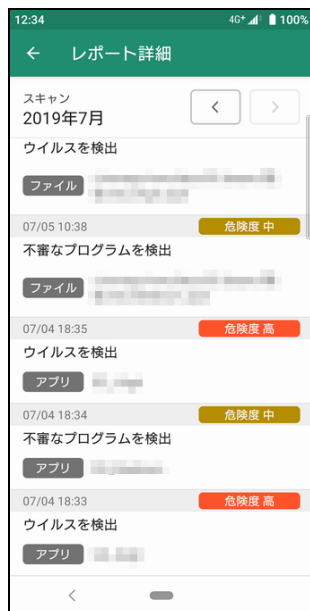 12:34 4G+ 100%
レポート詳細
スキャン
2019年7月
ウイルスを検出
ファイル
07/05 10:38 危険度 中
不審なプログラムを検出
ファイル
07/04 18:35 危険度 高
ウイルスを検出
アプリ
07/04 18:34 危険度 中
不審なプログラムを検出
アプリ
07/04 18:33 危険度 高
ウイルスを検出
アプリ